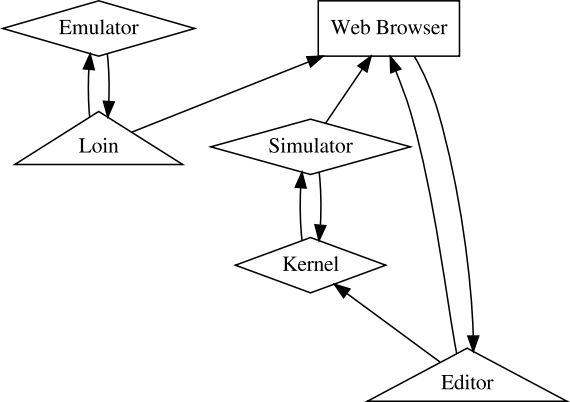 Emulator
Web Browser
Loin
Simulator
Kernel
Editor